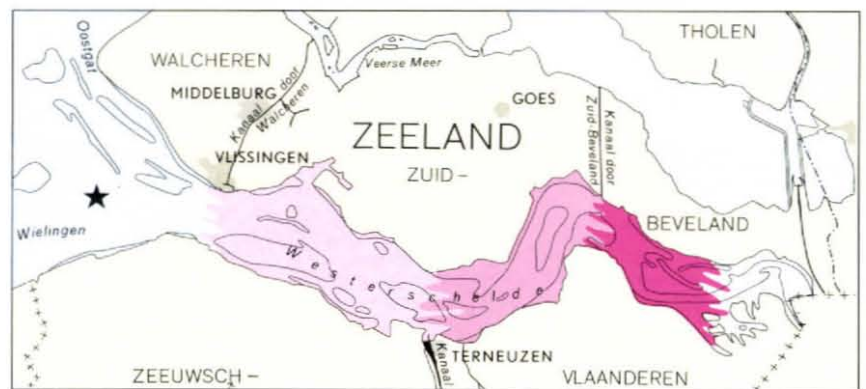 Oostgat
WALCHEREN
MIDDELBURG
Kanaal door
Walcheren
VLISSINGEN
Veerse Meer
THOLEN
GOES
ZEELAND
ZUID –
Kanaal door
Zuid-Beveland
BEVELAND
Wielingen
Westerschelde
TERNEUZEN
Kanaal
ZEEUWSCH –
VLAANDEREN